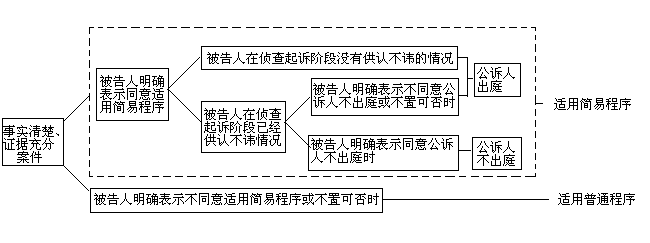 被告人在侦查起诉阶段没有供认不讳的情况
公诉人
出庭
被告人明确
表示同意适
用简易程序
被告人明确表示不同意公
诉人不出庭或不置可否时
适用简易程序
被告人在侦查
起诉阶段已经
供认不讳情况
事实清楚、
证据充分
案件
被告人明确表示同意公诉
人不出庭时
公诉人
不出庭
被告人明确表示不同意适用简易程序或不置可否时
适用普通程序